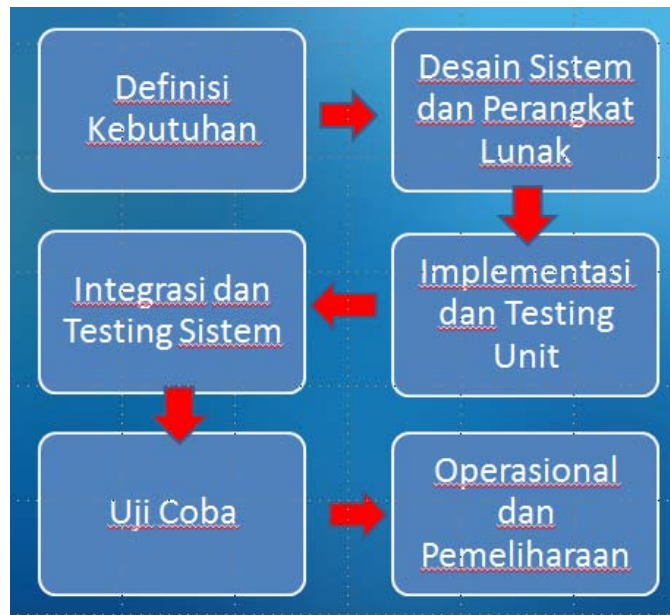 Definisi
Kebutuhan
Desain Sistem
dan Perangkat
Lunak
Implementasi
dan Testing
Unit
Integrasi dan
Testing Sistem
Uji Coba
Operasional
dan
Pemeliharaan